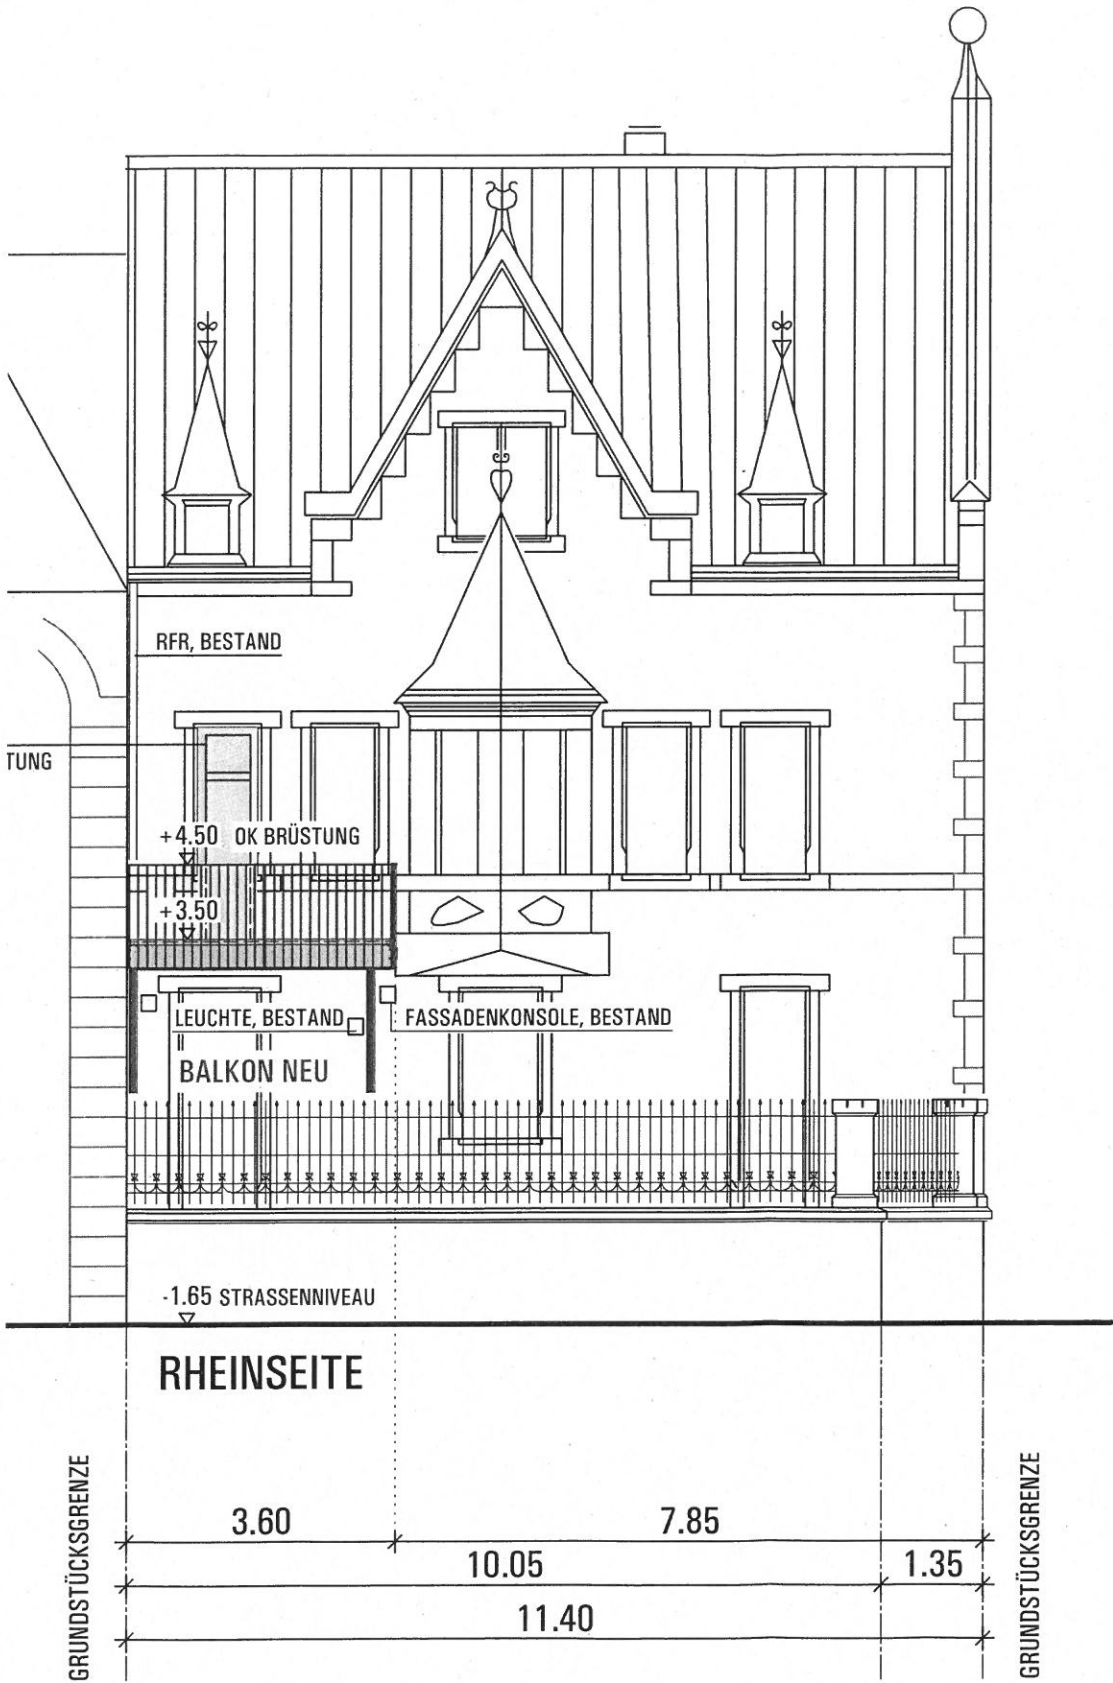 RFR, BESTAND
TUNG
+4.50 OK BRÜSTUNG
+3.50
LEUCHTE, BESTAND
FASSADENKONSOLE, BESTAND
BALKON NEU
-1.65 STRASSENNIVEAU
RHEINSEITE
GRUNDSTÜCKSGRENZE
GRUNDSTÜCKSGRENZE
3.60 7.85
10.05 1.35
11.40